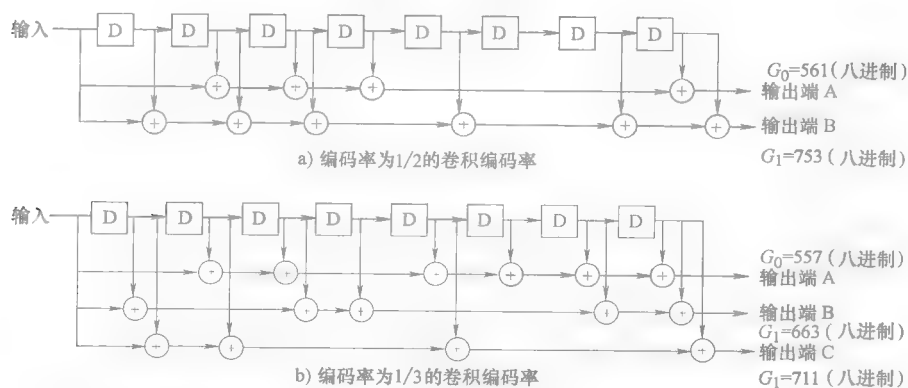 输入
D D D D D D D D
G0=561(八进制)
输出端 A
输出端 B
G1=753(八进制)
a) 编码率为1/2的卷积编码率
输入
D D D D D D D D
G0=557(八进制)
输出端 A
输出端 B
G1=663(八进制)
输出端 C
G1=711(八进制)
b) 编码率为1/3的卷积编码率